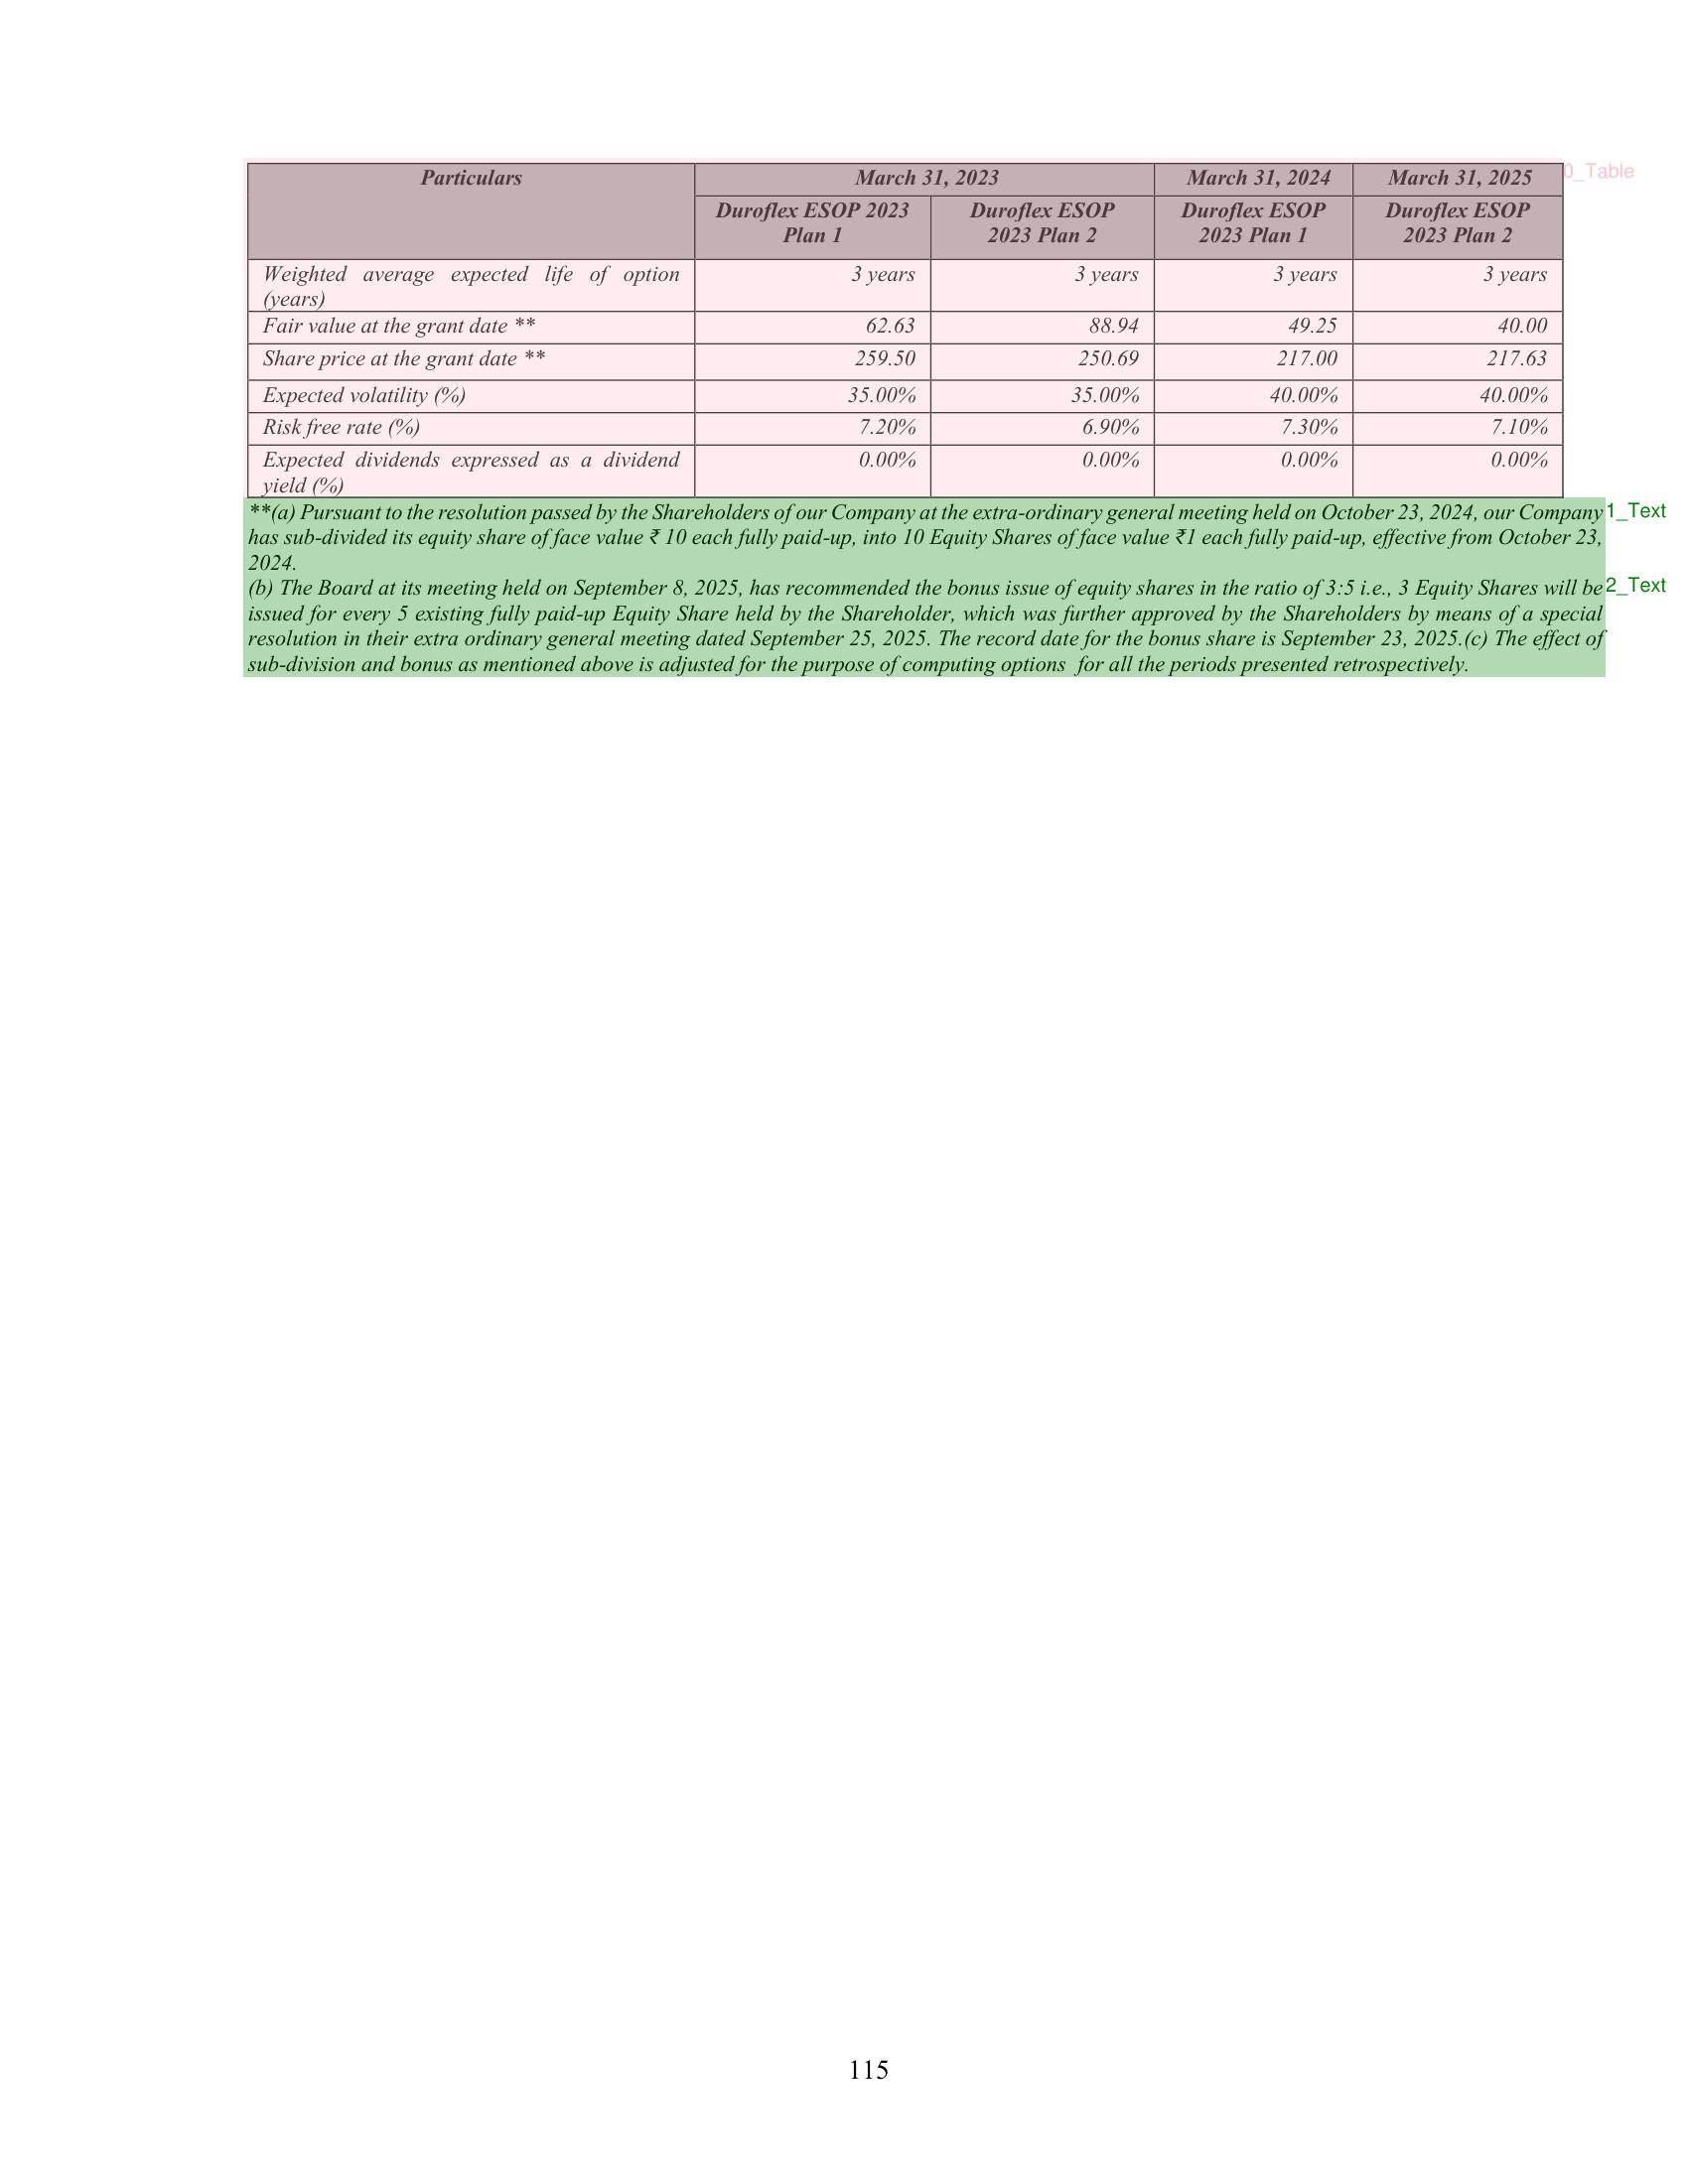 Particulars March 31, 2023 March 31, 2024 March 31, 2025 0_Table
Duroflex ESOP 2023 Duroflex ESOP Duroflex ESOP Duroflex ESOP
Plan 1 2023 Plan 2 2023 Plan 1 2023 Plan 2
Weighted average expected life of option 3 years 3 years 3 years 3 years
(years)
Fair value at the grant date ** 62.63 88.94 49.25 40.00
Share price at the grant date ** 259.50 250.69 217.00 217.63
Expected volatility (%) 35.00% 35.00% 40.00% 40.00%
Risk free rate (%) 7.20% 6.90% 7.30% 7.10%
Expected dividends expressed as a dividend 0.00% 0.00% 0.00% 0.00%
yield (%)
**(a) Pursuant to the resolution passed by the Shareholders of our Company at the extra-ordinary general meeting held on October 23, 2024, our Company 1_Text
has sub-divided its equity share of face value ₹ 10 each fully paid-up, into 10 Equity Shares of face value ₹1 each fully paid-up, effective from October 23,
2024.
(b) The Board at its meeting held on September 8, 2025, has recommended the bonus issue of equity shares in the ratio of 3:5 i.e., 3 Equity Shares will be 2_Text
issued for every 5 existing fully paid-up Equity Share held by the Shareholder, which was further approved by the Shareholders by means of a special
resolution in their extra ordinary general meeting dated September 25, 2025. The record date for the bonus share is September 23, 2025.(c) The effect of
sub-division and bonus as mentioned above is adjusted for the purpose of computing options for all the periods presented retrospectively.
115